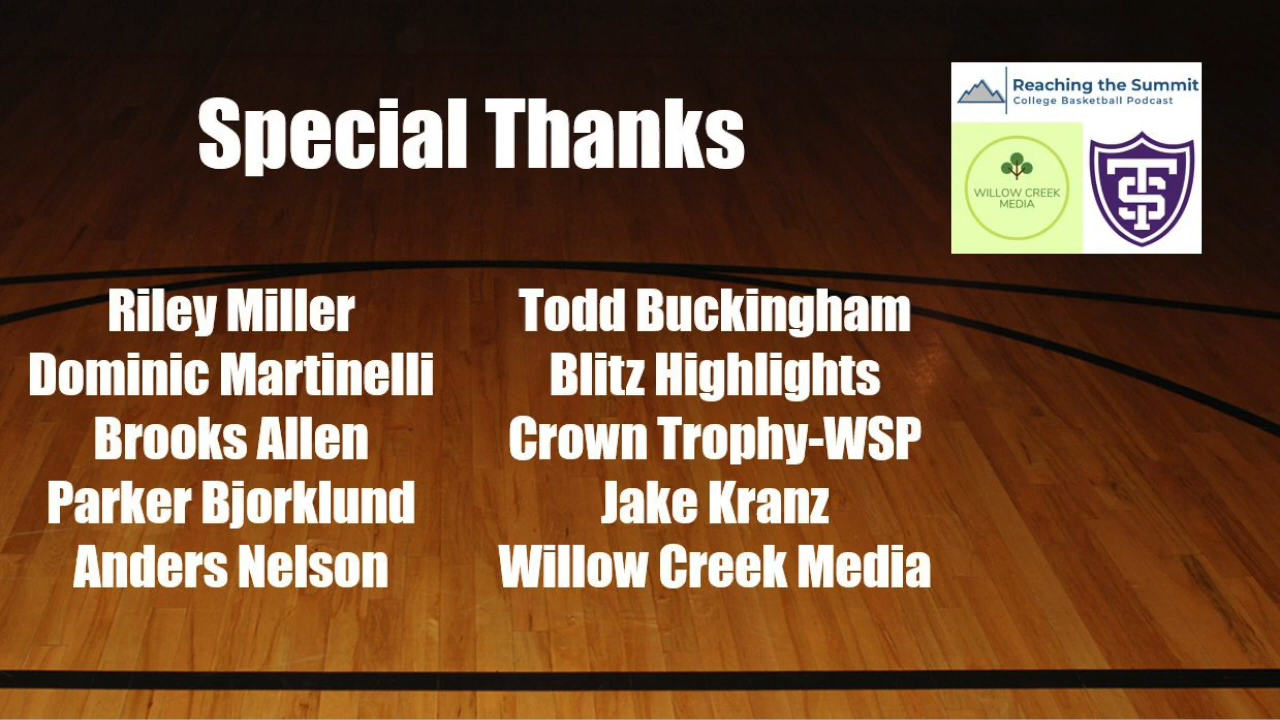 Special Thanks
Reaching the Summit
College Basketball Podcast
WILLOW CREEK
MEDIA
ST
Riley Miller
Dominic Martinelli
Brooks Allen
Parker Bjorklund
Anders Nelson
Todd Buckingham
Blitz Highlights
Crown Trophy-WSP
Jake Kranz
Willow Creek Media